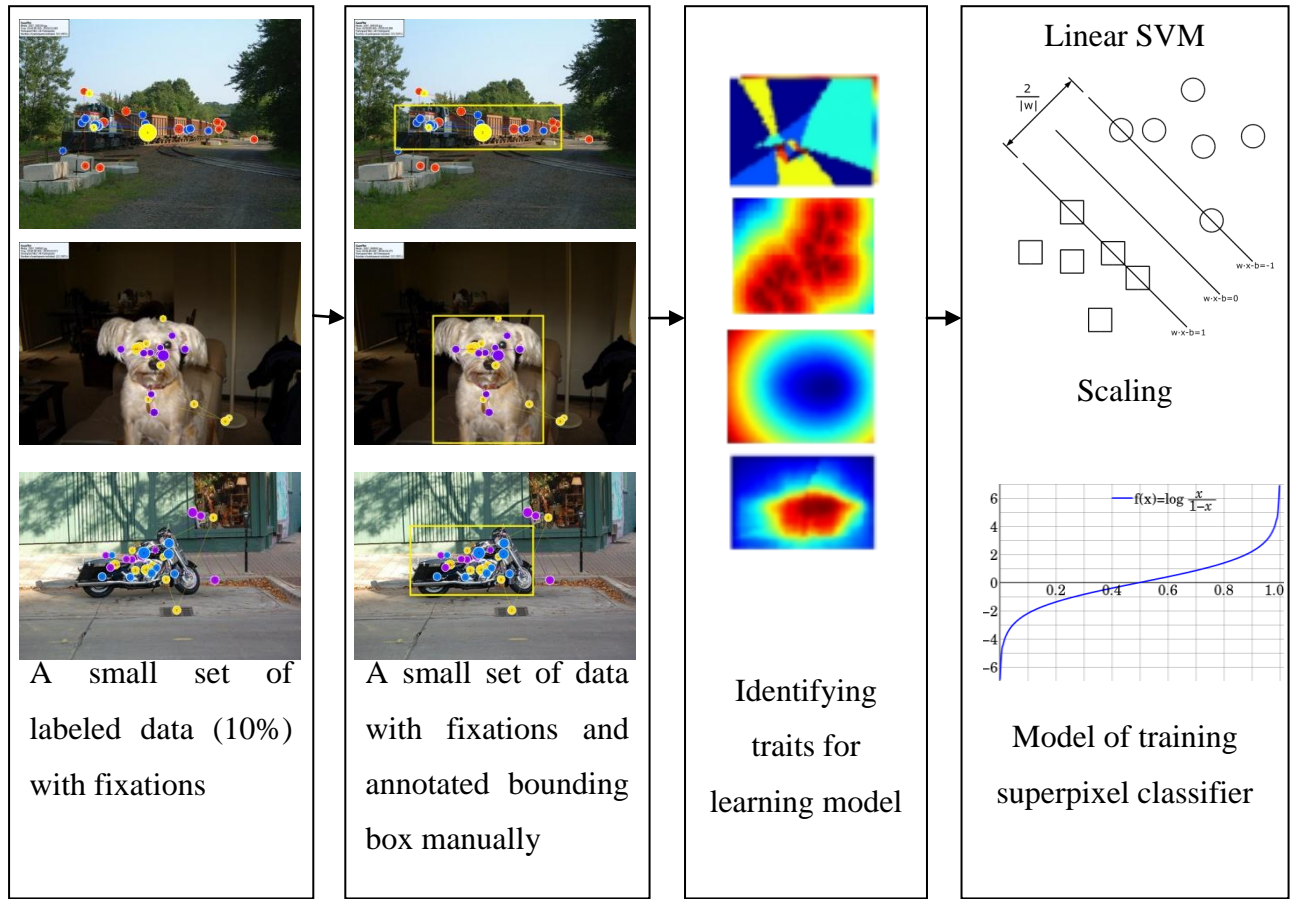 A small set of
labeled data (10%)
with fixations
A small set of data
with fixations and
annotated bounding
box manually
Identifying
traits for
learning model
Linear SVM
2
|w|
w·x-b=-1
w·x-b=0
w·x-b=1
Scaling
f(x)=log x
1-x
6
4
2
0
0.2 0.4 0.6 0.8 1.0
-2
-4
-6
Model of training
superpixel classifier